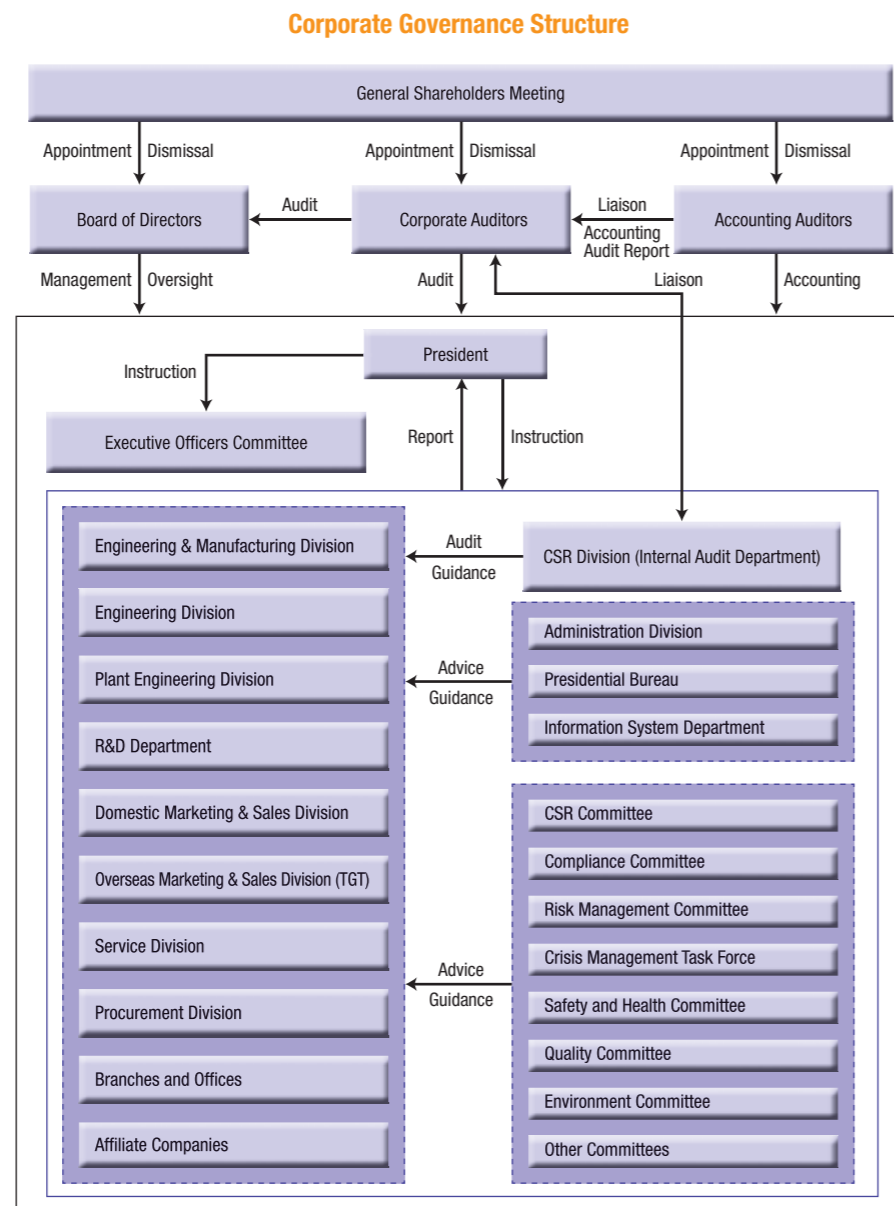 Corporate Governance Structure
General Shareholders Meeting
Appointment Dismissal
Appointment Dismissal
Appointment Dismissal
Board of Directors
Audit
Corporate Auditors
Liaison
Accounting
Audit Report
Accounting Auditors
Management Oversight
Audit
Liaison
Accounting
President
Instruction
Executive Officers Committee
Report
Instruction
Engineering & Manufacturing Division
Engineering Division
Plant Engineering Division
R&D Department
Domestic Marketing & Sales Division
Overseas Marketing & Sales Division (TGT)
Service Division
Procurement Division
Branches and Offices
Affiliate Companies
Audit
Guidance
CSR Division (Internal Audit Department)
Advice
Guidance
Administration Division
Presidential Bureau
Information System Department
Advice
Guidance
CSR Committee
Compliance Committee
Risk Management Committee
Crisis Management Task Force
Safety and Health Committee
Quality Committee
Environment Committee
Other Committees